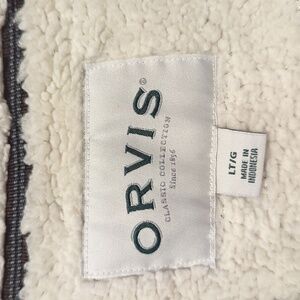 ORVIS®
CLASSIC COLLECTION
Since 1856
LT/G
MADE IN
INDONESIA